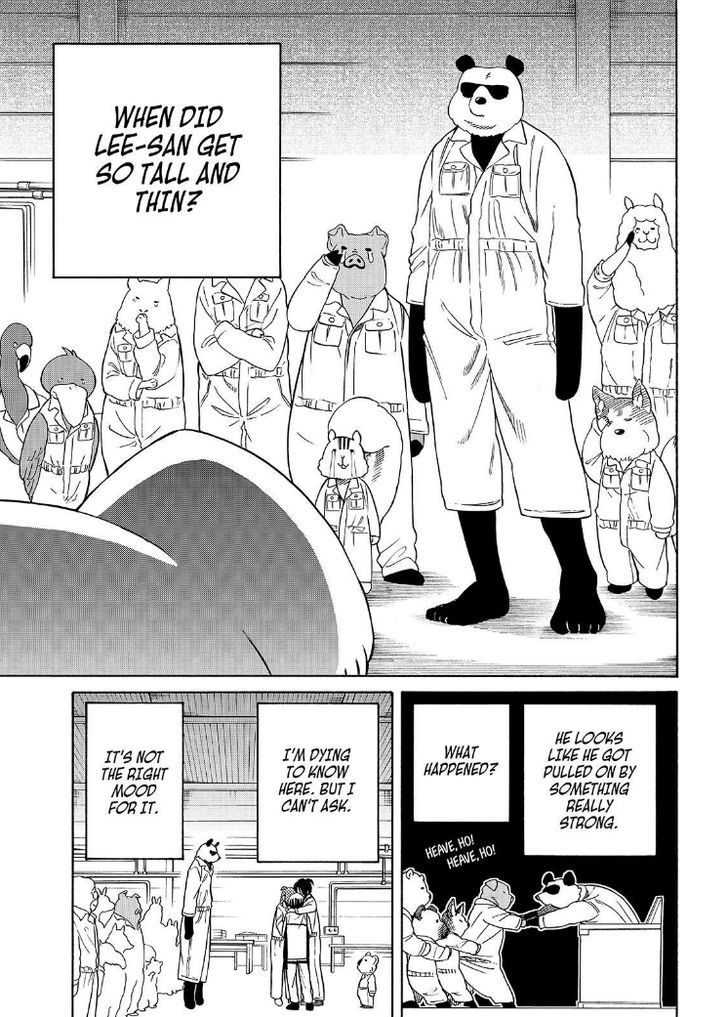 WHEN DID
LEE-SAN GET
SO TALL AND
THIN?
HE LOOKS
LIKE HE GOT
PULLED ON BY
SOMETHING
REALLY
STRONG.
WHAT
HAPPENED?
HEAVE, HO!
HEAVE, HO!
I'M DYING
TO KNOW
HERE. BUT I
CAN'T ASK.
IT'S NOT
THE RIGHT
MOOD
FOR IT.